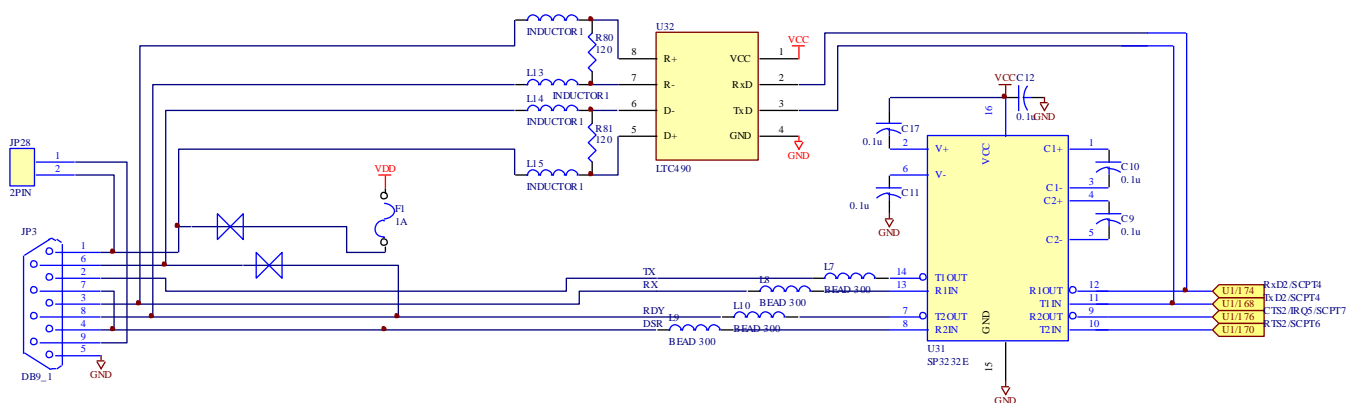 U32
INDUCTOR1
R80
120
8 R+ VCC 1 VCC
L13
7 R- RxD 2
INDUCTOR1
L14
6 D- TxD 3
INDUCTOR1
R81
120
5 D+ GND 4
GND
L15
LTC490
INDUCTOR1
VCC C12
16
0.1u GND
C17
0.1u
2 V+ VCC C1+ 1
C10
0.1u
6 V- C1- 3
C2+ 4
C11
0.1u
GND
C9
0.1u
C2- 5
JP28
1
2
2PIN
VDD
F1
1A
JP3
1
6
2
7
3
8
4
9
5
GND
DB9_1
TX L7 14 T1OUT
RX L8 13 R1IN R1OUT 12 U1/174 RxD2/SCPT4
BEAD 300
T1IN 11 U1/168 TxD2/SCPT4
RDY L10 7 T2OUT GND R2OUT 9 U1/176 CTS2/IRQ5/SCPT7
BEAD 300
DSR L9 8 R2IN T2IN 10 U1/170 RTS2/SCPT6
BEAD 300
BEAD 300
U31
SP3232E
15
GND